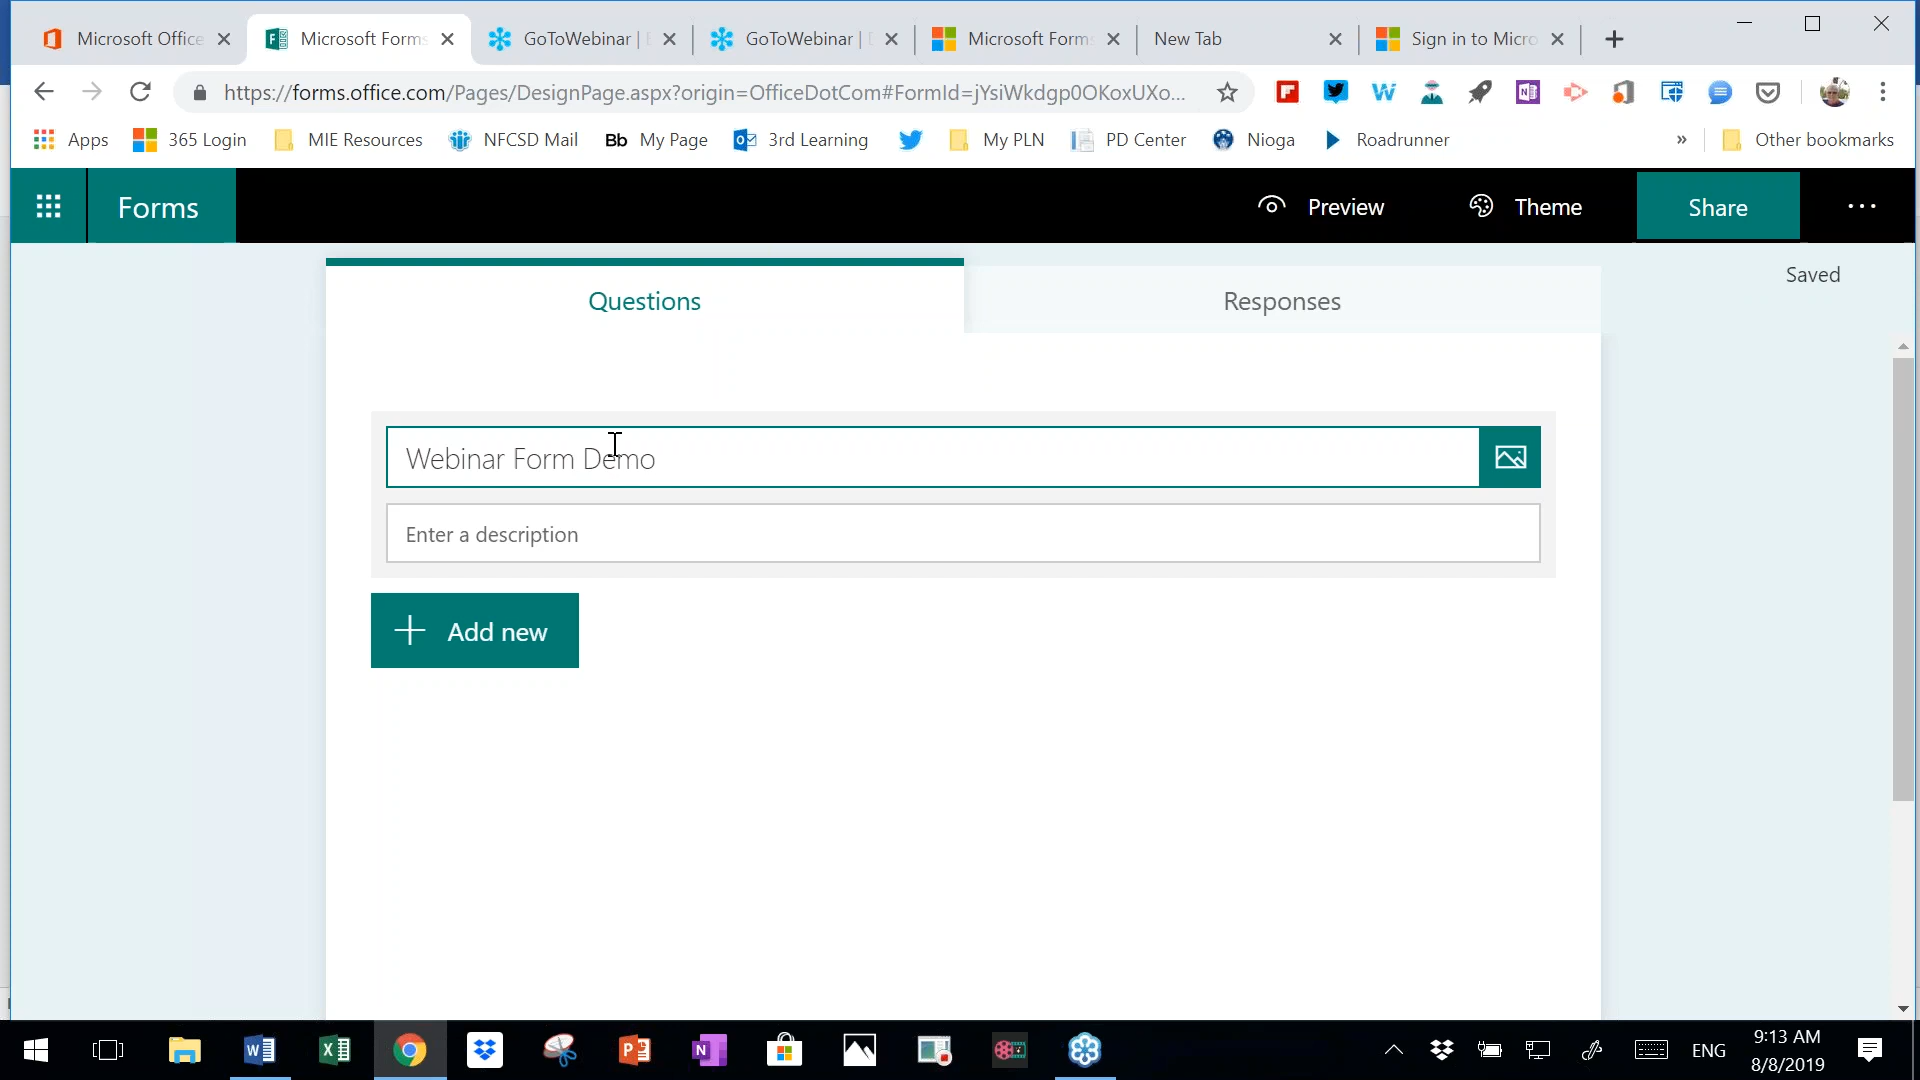 Microsoft Office
Microsoft Forms
GoToWebinar |
GoToWebinar |
Microsoft Forms
New Tab
Sign in to Micro
https://forms.office.com/Pages/DesignPage.aspx?origin=OfficeDotCom#FormId=jYsiWkdgp0OKoxUXo...
Apps
365 Login
MIE Resources
NFCSD Mail
Bb My Page
3rd Learning
My PLN
PD Center
Nioga
Roadrunner
»
Other bookmarks
Forms
Preview
Theme
Share
...
Saved
Questions
Responses
Webinar Form Demo
Enter a description
Add new
ENG
9:13 AM
8/8/2019